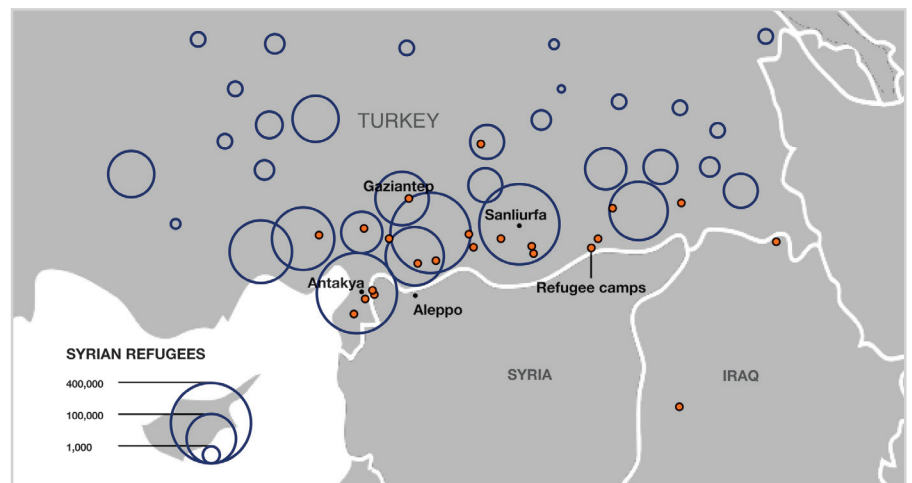 TURKEY
Gaziantep
Sanliurfa
Antakya
Refugee camps
Aleppo
SYRIAN REFUGEES
400,000
100,000
1,000
SYRIA
IRAQ